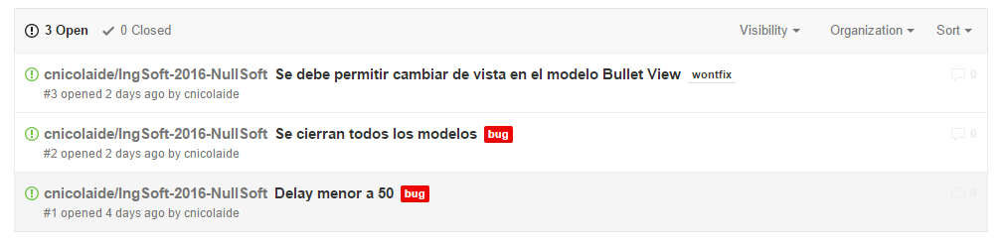 3 Open 0 Closed Visibility Organization Sort
cnicolaide/IngSoft-2016-NullSoft Se debe permitir cambiar de vista en el modelo Bullet View wontfix 0
#3 opened 2 days ago by cnicolaide
cnicolaide/IngSoft-2016-NullSoft Se cierran todos los modelos bug 0
#2 opened 2 days ago by cnicolaide
cnicolaide/IngSoft-2016-NullSoft Delay menor a 50 bug 0
#1 opened 4 days ago by cnicolaide